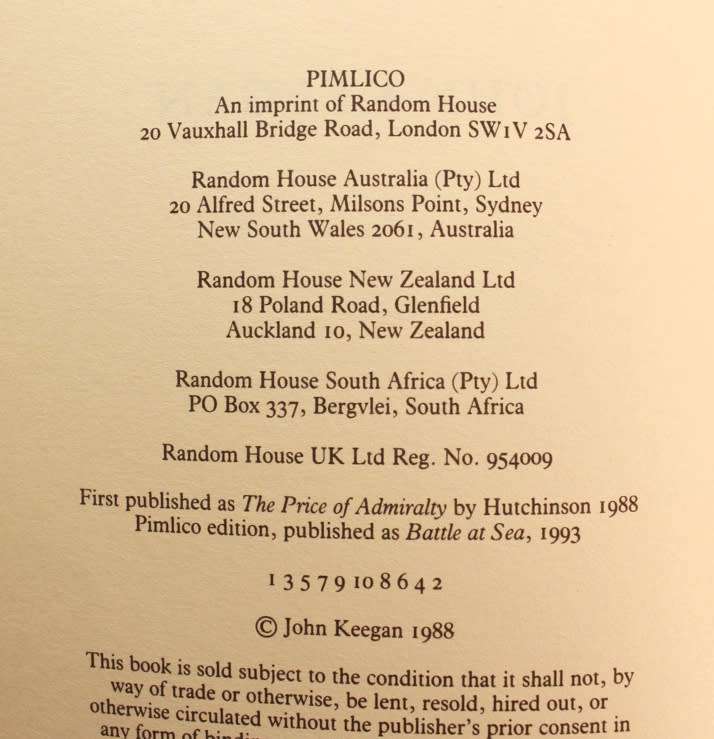 PIMLICO
An imprint of Random House
20 Vauxhall Bridge Road, London SW1V 2SA
Random House Australia (Pty) Ltd
20 Alfred Street, Milsons Point, Sydney
New South Wales 2061, Australia
Random House New Zealand Ltd
18 Poland Road, Glenfield
Auckland 10, New Zealand
Random House South Africa (Pty) Ltd
PO Box 337, Bergvlei, South Africa
Random House UK Ltd Reg. No. 954009
First published as The Price of Admiralty by Hutchinson 1988
Pimlico edition, published as Battle at Sea, 1993
1 3 5 7 9 10 8 6 4 2
© John Keegan 1988
This book is sold subject to the condition that it shall not, by
way of trade or otherwise, be lent, resold, hired out, or
otherwise circulated without the publisher's prior consent in
any form of